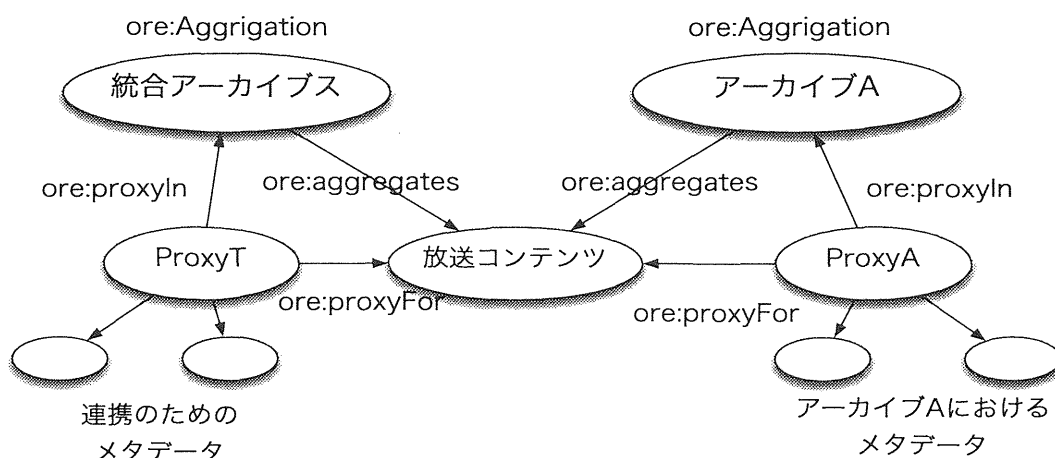 ore:Aggrigation
ore:Aggrigation
統合アーカイブス
アーカイブA
ore:proxyIn
ore:aggregates
ore:aggregates
ore:proxyIn
ProxyT
放送コンテンツ
ProxyA
ore:proxyFor
ore:proxyFor
連携のための
メタデータ
アーカイブAにおける
メタデータ